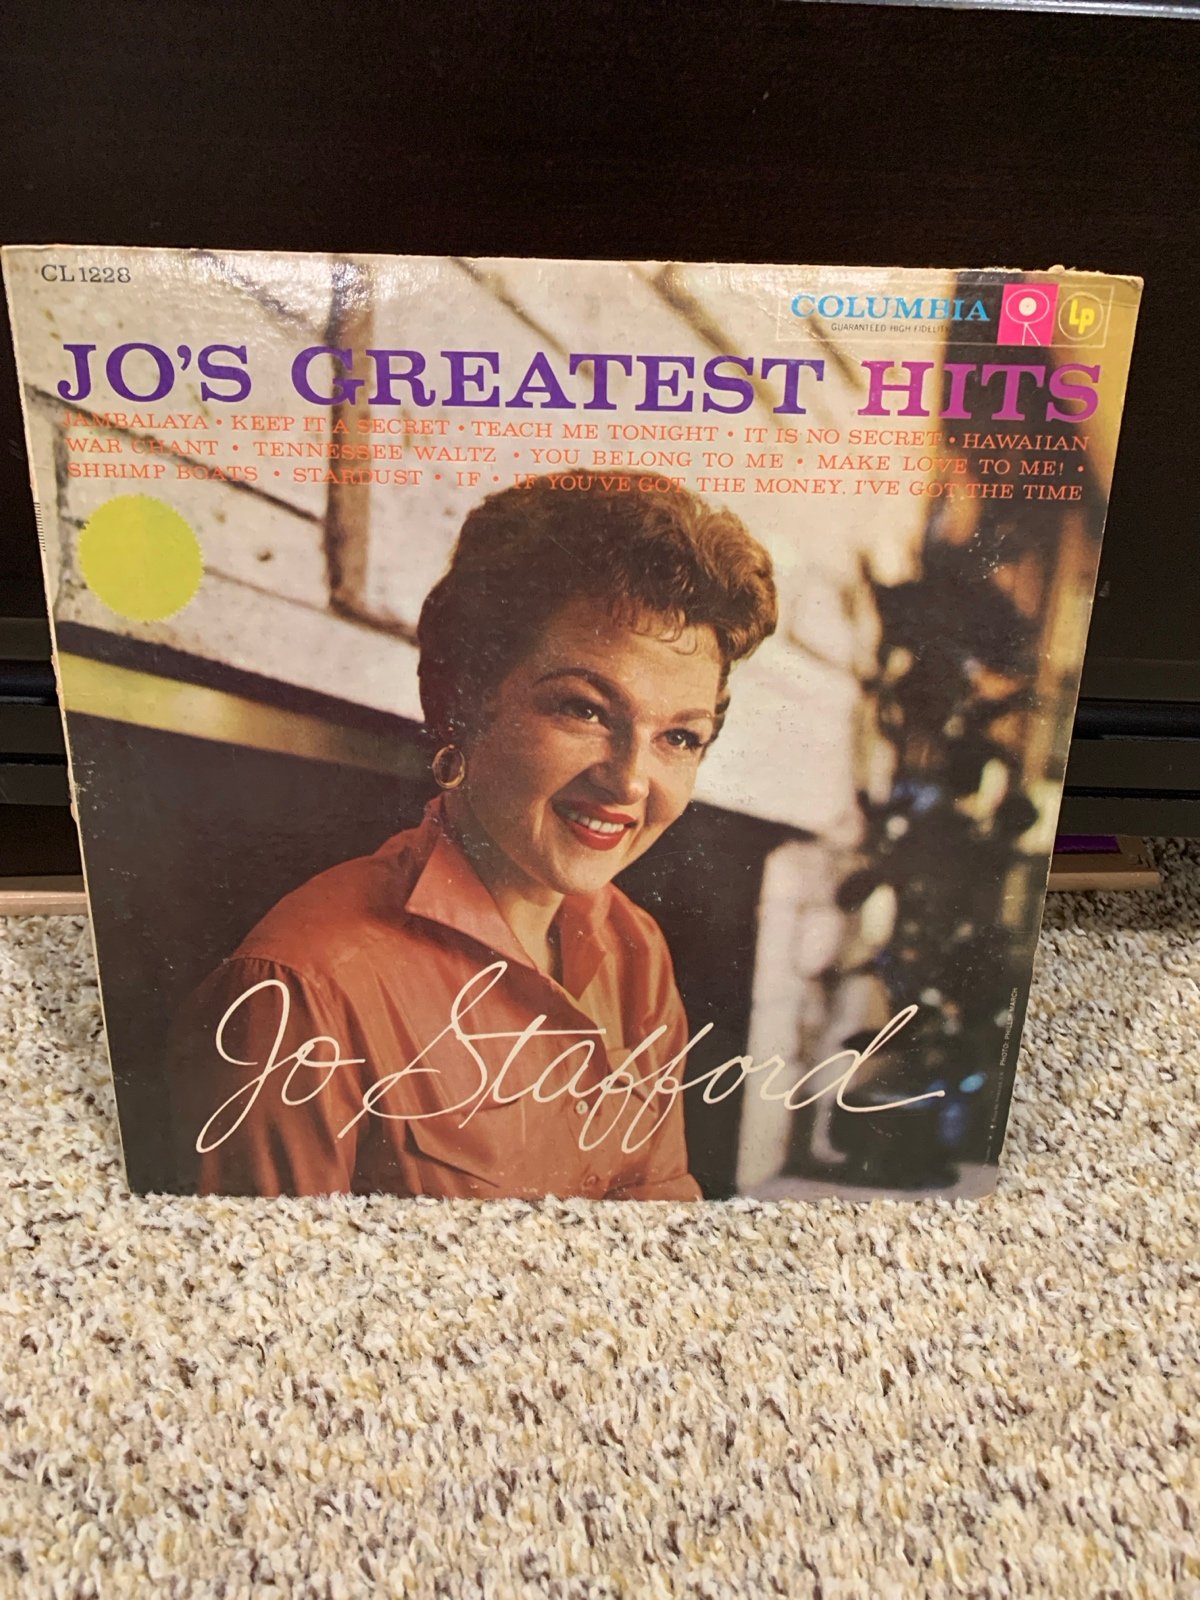 CL 1228
COLUMBIA
GUARANTEED HIGH FIDELITY
Lp
JO'S GREATEST HITS
JAMBALAYA • KEEP IT A SECRET • TEACH ME TONIGHT • IT IS NO SECRET • HAWAIIAN
WAR CHANT • TENNESSEE WALTZ • YOU BELONG TO ME • MAKE LOVE TO ME! •
SHRIMP BOATS • STARDUST • IF • IF YOU'VE GOT THE MONEY. I'VE GOT THE TIME
Jo Stafford
PHOTO: MARCH